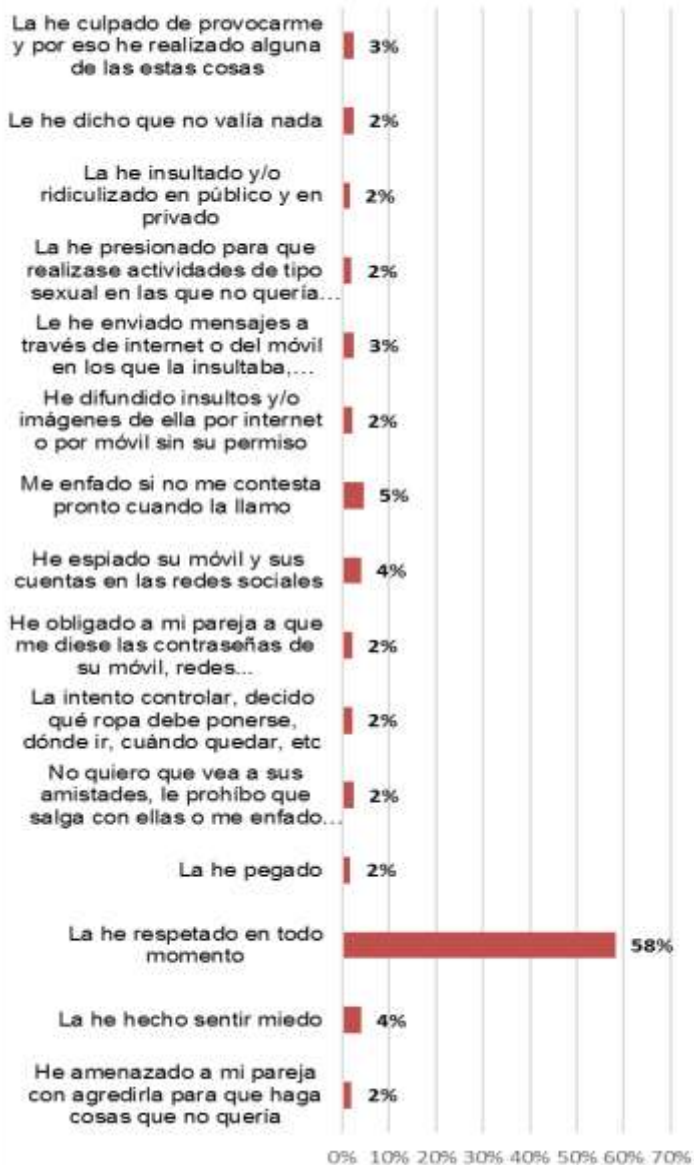 La he culpado de provocarme
y por eso he realizado alguna
de las estas cosas
3%
Le he dicho que no valía nada
2%
La he insultado y/o
ridiculizado en público y en
privado
2%
La he presionado para que
realizase actividades de tipo
sexual en las que no quería...
2%
Le he enviado mensajes a
través de internet o del móvil
en los que la insultaba,...
3%
He difundido insultos y/o
imágenes de ella por internet
o por móvil sin su permiso
2%
Me enfado si no me contesta
pronto cuando la llamo
5%
He espiado su móvil y sus
cuentas en las redes sociales
4%
He obligado a mi pareja a que
me diese las contraseñas de
su móvil, redes...
2%
La intento controlar, decido
qué ropa debe ponerse,
dónde ir, cuándo quedar, etc
2%
No quiero que vea a sus
amistades, le prohíbo que
salga con ellas o me enfado...
2%
La he pegado
2%
La he respetado en todo
momento
58%
La he hecho sentir miedo
4%
He amenazado a mi pareja
con agredirla para que haga
cosas que no quería
2%
0% 10% 20% 30% 40% 50% 60% 70%